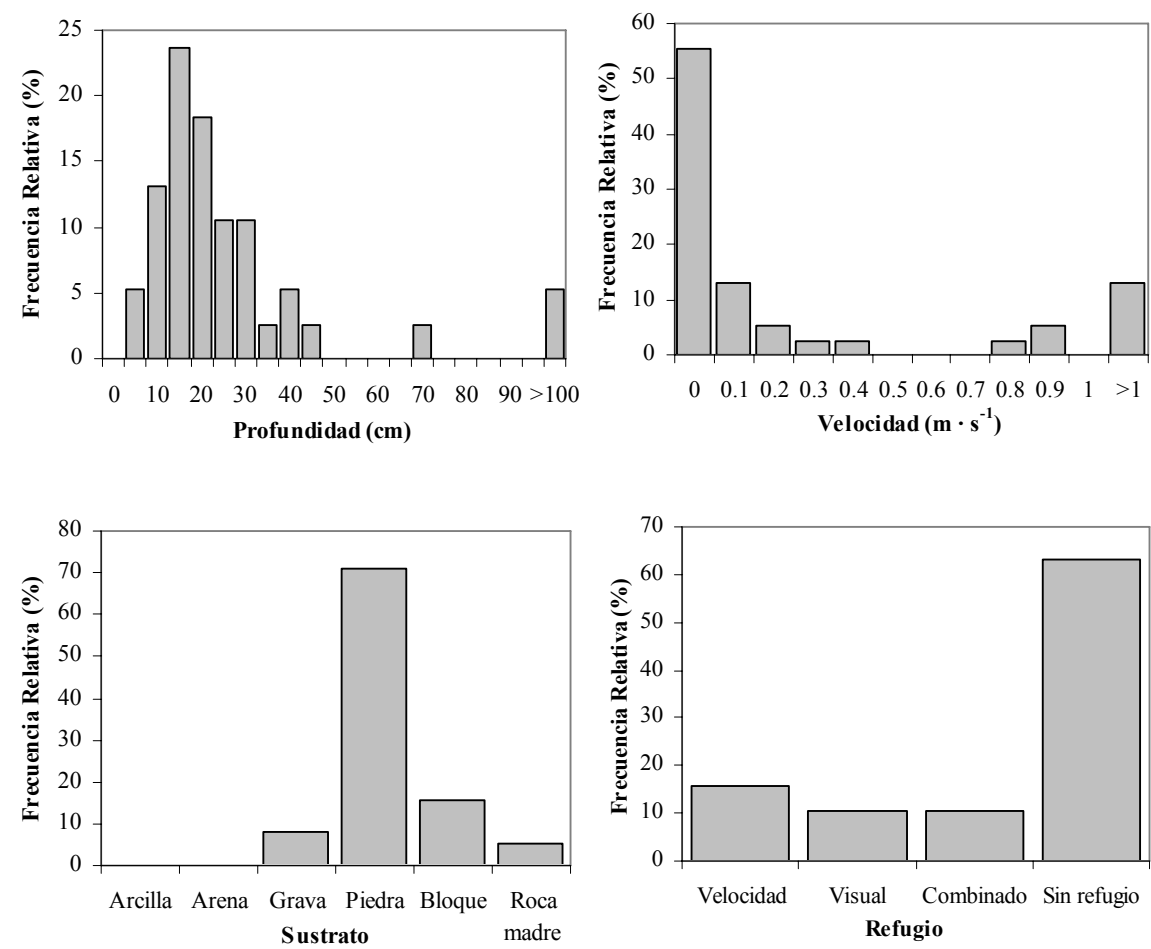 Frecuencia Relativa (%)
25
20
15
10
5
0
0 10 20 30 40 50 60 70 80 90 >100
Profundidad (cm)
Frecuencia Relativa (%)
60
50
40
30
20
10
0
0 0.1 0.2 0.3 0.4 0.5 0.6 0.7 0.8 0.9 1 >1
Velocidad (m · s-1)
Frecuencia Relativa (%)
80
70
60
50
40
30
20
10
0
Arcilla Arena Grava Piedra Bloque Roca
madre
Sustrato
Frecuencia Relativa (%)
70
60
50
40
30
20
10
0
Velocidad Visual Combinado Sin refugio
Refugio